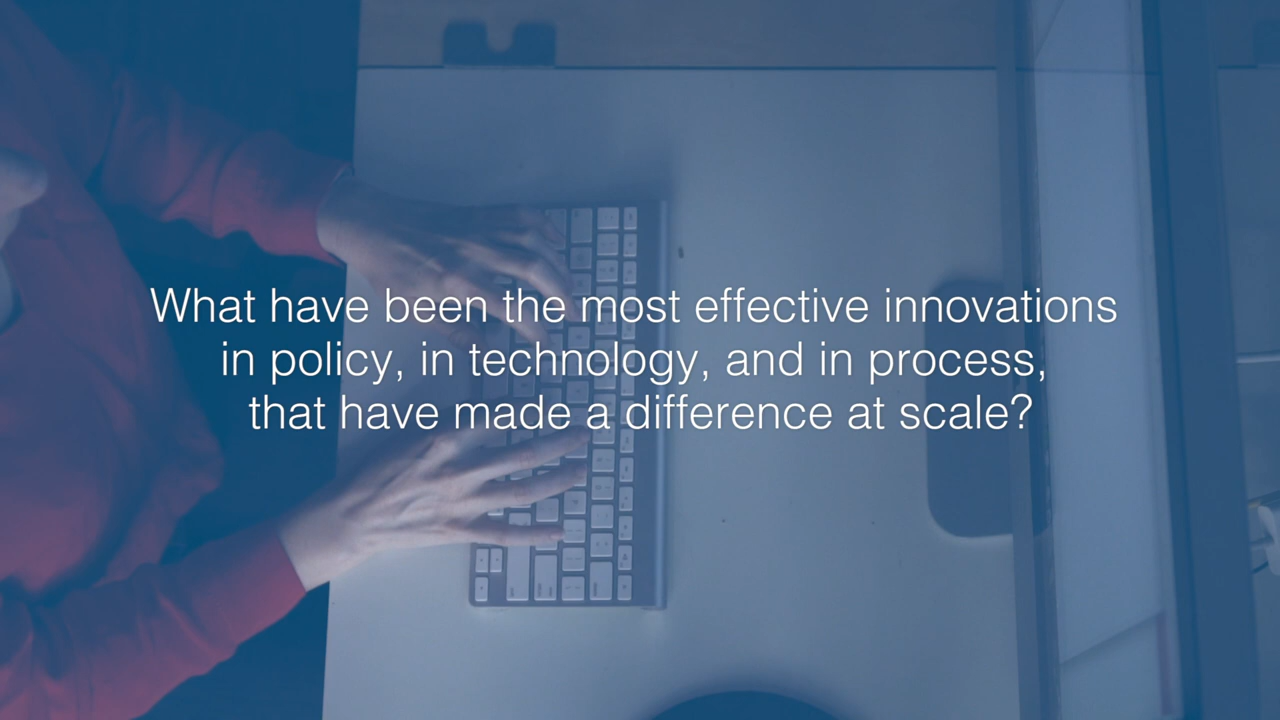 What have been the most effective innovations
in policy, in technology, and in process,
that have made a difference at scale?